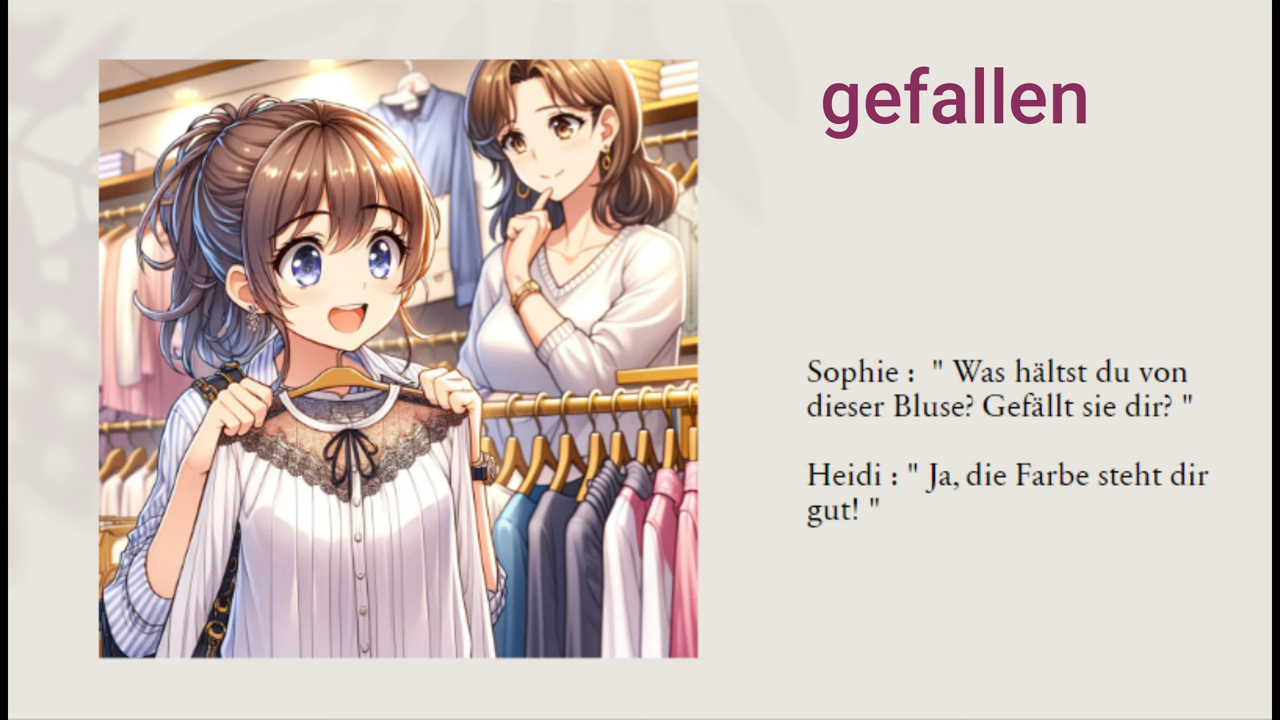 gefallen
Sophie : " Was hältst du von
dieser Bluse? Gefällt sie dir? "
Heidi : " Ja, die Farbe steht dir
gut! "